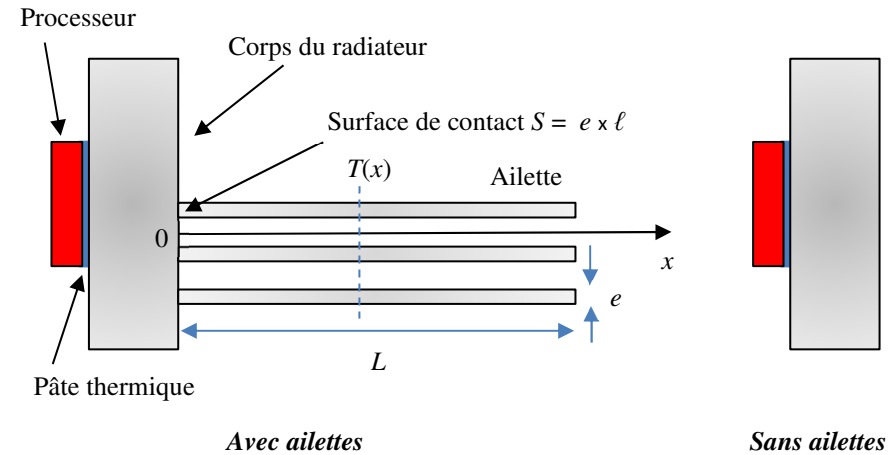 Processeur
Corps du radiateur
Surface de contact S = e x ℓ
T(x)
Ailette
0
x
e
L
Pâte thermique
Avec ailettes
Sans ailettes